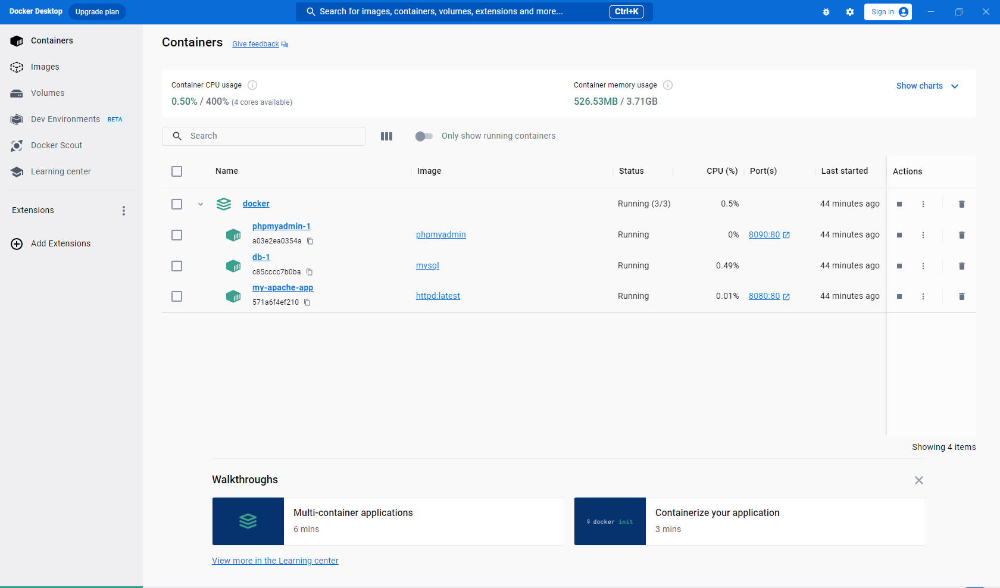 Docker Desktop Upgrade plan Search for images, containers, volumes, extensions and more... Ctrl+K Sign in
Containers
Images
Volumes
Dev Environments BETA
Docker Scout
Learning center
Extensions
Add Extensions
Containers Give feedback
Container CPU usage
0.50% / 400% (4 cores available)
Container memory usage
526.53MB / 3.71GB
Show charts
Search
Only show running containers
Name Image Status CPU (%) Port(s) Last started Actions
docker Running (3/3) 0.5% 44 minutes ago
phpmyadmin-1
a03e2ea0354a
phpmyadmin Running 0% 8090:80 44 minutes ago
db-1
c85cccc7b0ba
mysql Running 0.49% 44 minutes ago
my-apache-app
571a6f4ef210
httpd:latest Running 0.01% 8080:80 44 minutes ago
Showing 4 items
Walkthroughs
Multi-container applications
6 mins
$ docker init
Containerize your application
3 mins
View more in the Learning center